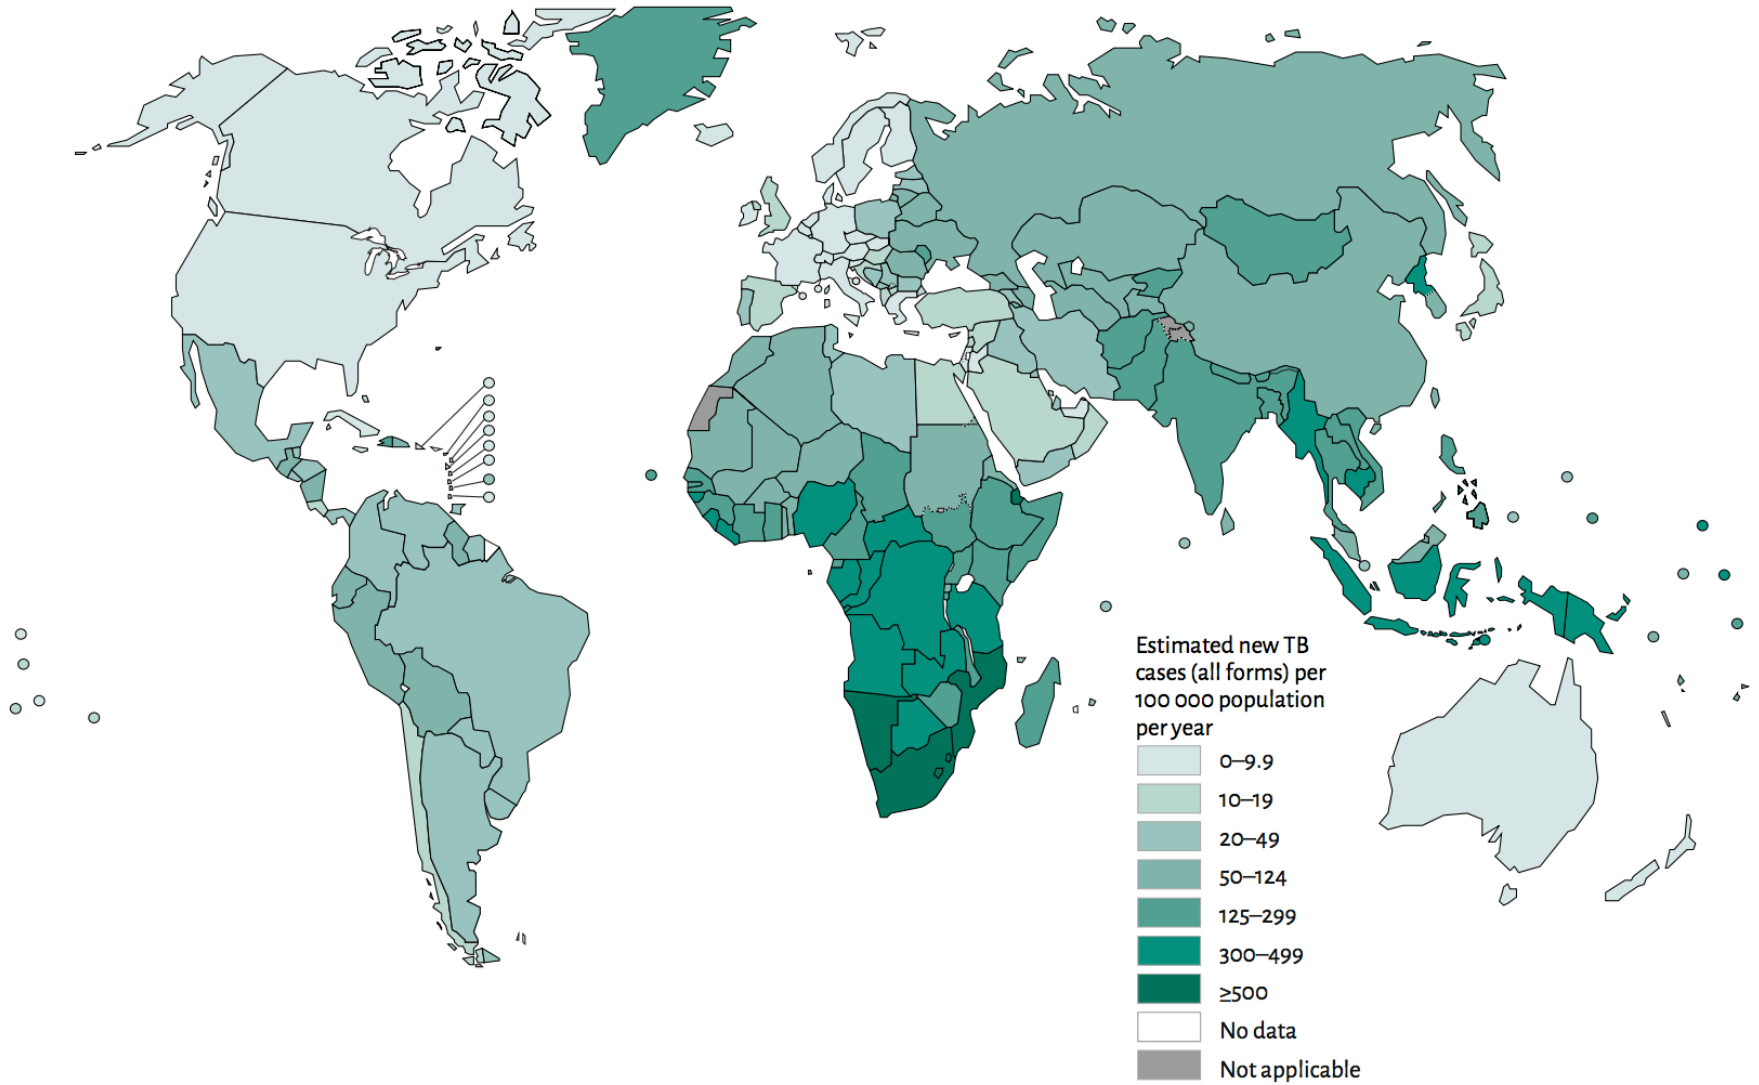 Estimated new TB
cases (all forms) per
100 000 population
per year
0–9.9
10–19
20–49
50–124
125–299
300–499
≥500
No data
Not applicable